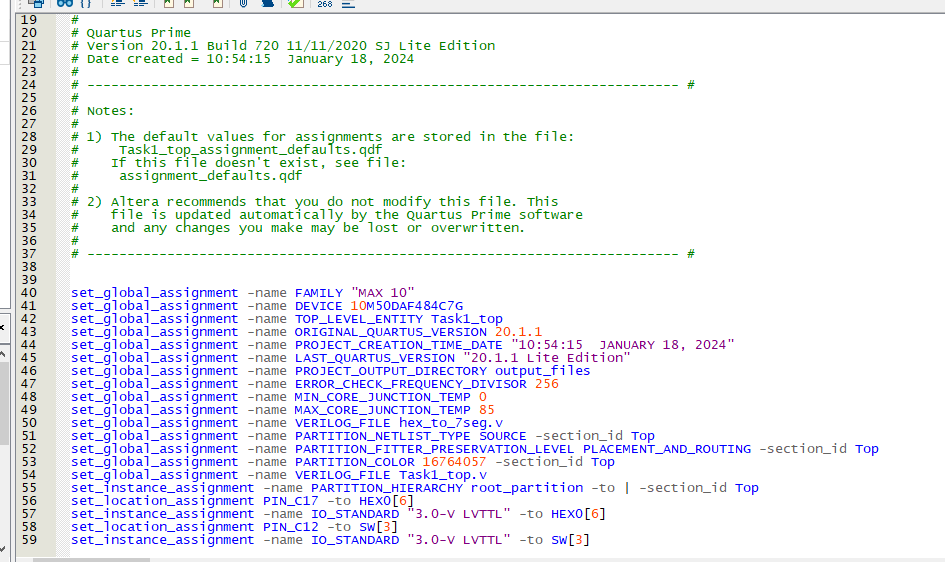 268
19 #
20 # Quartus Prime
21 # Version 20.1.1 Build 720 11/11/2020 SJ Lite Edition
22 # Date created = 10:54:15  January 18, 2024
23 #
24 # -------------------------------------------------------------------------- #
25 #
26 # Notes:
27 #
28 # 1) The default values for assignments are stored in the file:
29 #     Task1_top_assignment_defaults.qdf
30 #    If this file doesn't exist, see file:
31 #     assignment_defaults.qdf
32 #
33 # 2) Altera recommends that you do not modify this file. This
34 #    file is updated automatically by the Quartus Prime software
35 #    and any changes you make may be lost or overwritten.
36 #
37 # -------------------------------------------------------------------------- #
38
39
40 set_global_assignment -name FAMILY "MAX 10"
41 set_global_assignment -name DEVICE 10M50DAF484C7G
42 set_global_assignment -name TOP_LEVEL_ENTITY Task1_top
43 set_global_assignment -name ORIGINAL_QUARTUS_VERSION 20.1.1
44 set_global_assignment -name PROJECT_CREATION_TIME_DATE "10:54:15  JANUARY 18, 2024"
45 set_global_assignment -name LAST_QUARTUS_VERSION "20.1.1 Lite Edition"
46 set_global_assignment -name PROJECT_OUTPUT_DIRECTORY output_files
47 set_global_assignment -name ERROR_CHECK_FREQUENCY_DIVISOR 256
48 set_global_assignment -name MIN_CORE_JUNCTION_TEMP 0
49 set_global_assignment -name MAX_CORE_JUNCTION_TEMP 85
50 set_global_assignment -name VERILOG_FILE hex_to_7seg.v
51 set_global_assignment -name PARTITION_NETLIST_TYPE SOURCE -section_id Top
52 set_global_assignment -name PARTITION_FITTER_PRESERVATION_LEVEL PLACEMENT_AND_ROUTING -section_id Top
53 set_global_assignment -name PARTITION_COLOR 16764057 -section_id Top
54 set_global_assignment -name VERILOG_FILE Task1_top.v
55 set_instance_assignment -name PARTITION_HIERARCHY root_partition -to | -section_id Top
56 set_location_assignment PIN_C17 -to HEX0[6]
57 set_instance_assignment -name IO_STANDARD "3.0-V LVTTL" -to HEX0[6]
58 set_location_assignment PIN_C12 -to SW[3]
59 set_instance_assignment -name IO_STANDARD "3.0-V LVTTL" -to SW[3]